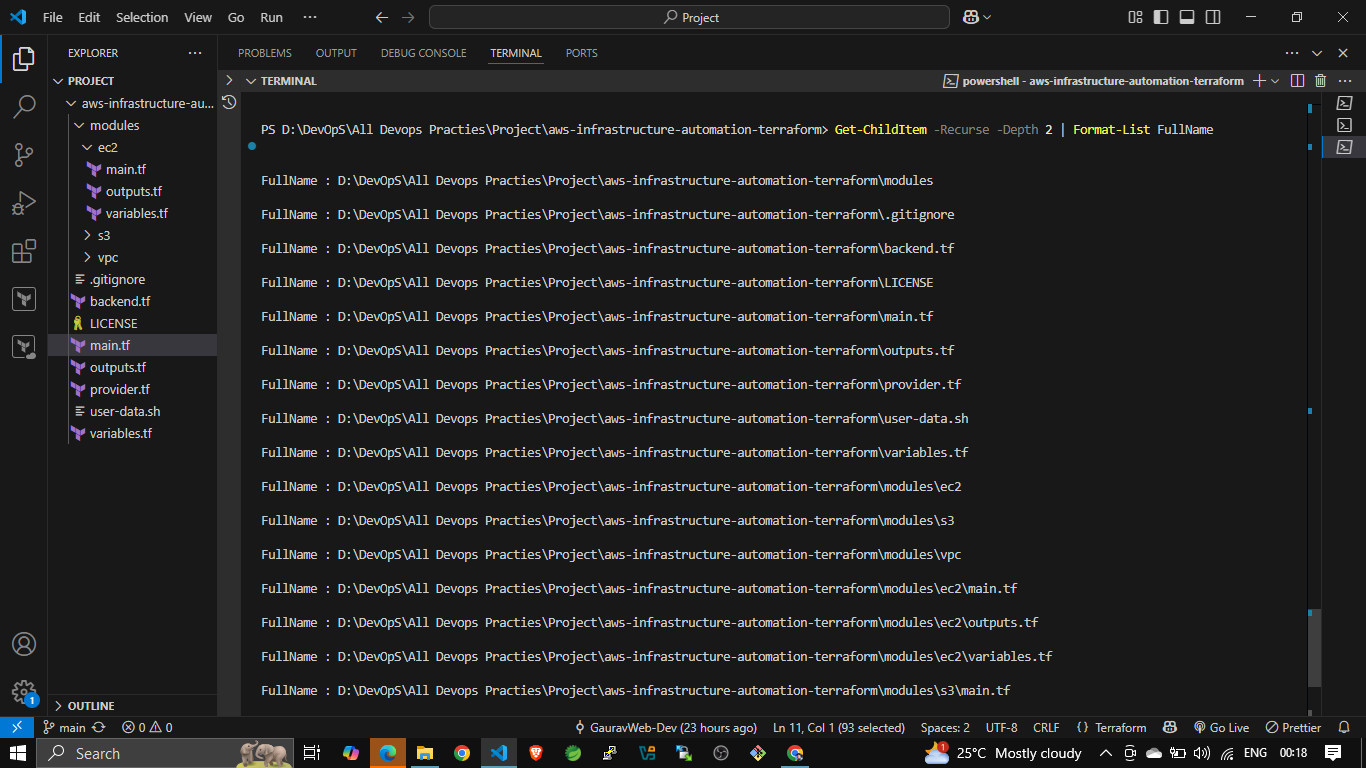 File Edit Selection View Go Run ···
Project
EXPLORER
PROJECT
aws-infrastructure-au...
modules
ec2
main.tf
outputs.tf
variables.tf
s3
vpc
.gitignore
backend.tf
LICENSE
main.tf
outputs.tf
provider.tf
user-data.sh
variables.tf
OUTLINE
PROBLEMS OUTPUT DEBUG CONSOLE TERMINAL PORTS
TERMINAL
powershell - aws-infrastructure-automation-terraform
PS D:\DevOpS\All Devops Practies\Project\aws-infrastructure-automation-terraform> Get-ChildItem -Recurse -Depth 2 | Format-List FullName
FullName : D:\DevOpS\All Devops Practies\Project\aws-infrastructure-automation-terraform\modules
FullName : D:\DevOpS\All Devops Practies\Project\aws-infrastructure-automation-terraform\.gitignore
FullName : D:\DevOpS\All Devops Practies\Project\aws-infrastructure-automation-terraform\backend.tf
FullName : D:\DevOpS\All Devops Practies\Project\aws-infrastructure-automation-terraform\LICENSE
FullName : D:\DevOpS\All Devops Practies\Project\aws-infrastructure-automation-terraform\main.tf
FullName : D:\DevOpS\All Devops Practies\Project\aws-infrastructure-automation-terraform\outputs.tf
FullName : D:\DevOpS\All Devops Practies\Project\aws-infrastructure-automation-terraform\provider.tf
FullName : D:\DevOpS\All Devops Practies\Project\aws-infrastructure-automation-terraform\user-data.sh
FullName : D:\DevOpS\All Devops Practies\Project\aws-infrastructure-automation-terraform\variables.tf
FullName : D:\DevOpS\All Devops Practies\Project\aws-infrastructure-automation-terraform\modules\ec2
FullName : D:\DevOpS\All Devops Practies\Project\aws-infrastructure-automation-terraform\modules\s3
FullName : D:\DevOpS\All Devops Practies\Project\aws-infrastructure-automation-terraform\modules\vpc
FullName : D:\DevOpS\All Devops Practies\Project\aws-infrastructure-automation-terraform\modules\ec2\main.tf
FullName : D:\DevOpS\All Devops Practies\Project\aws-infrastructure-automation-terraform\modules\ec2\outputs.tf
FullName : D:\DevOpS\All Devops Practies\Project\aws-infrastructure-automation-terraform\modules\ec2\variables.tf
FullName : D:\DevOpS\All Devops Practies\Project\aws-infrastructure-automation-terraform\modules\s3\main.tf
1
main 0 0 GauravWeb-Dev (23 hours ago) Ln 11, Col 1 (93 selected) Spaces: 2 UTF-8 CRLF {} Terraform Go Live Prettier
Search 1 25°C Mostly cloudy ENG 00:18